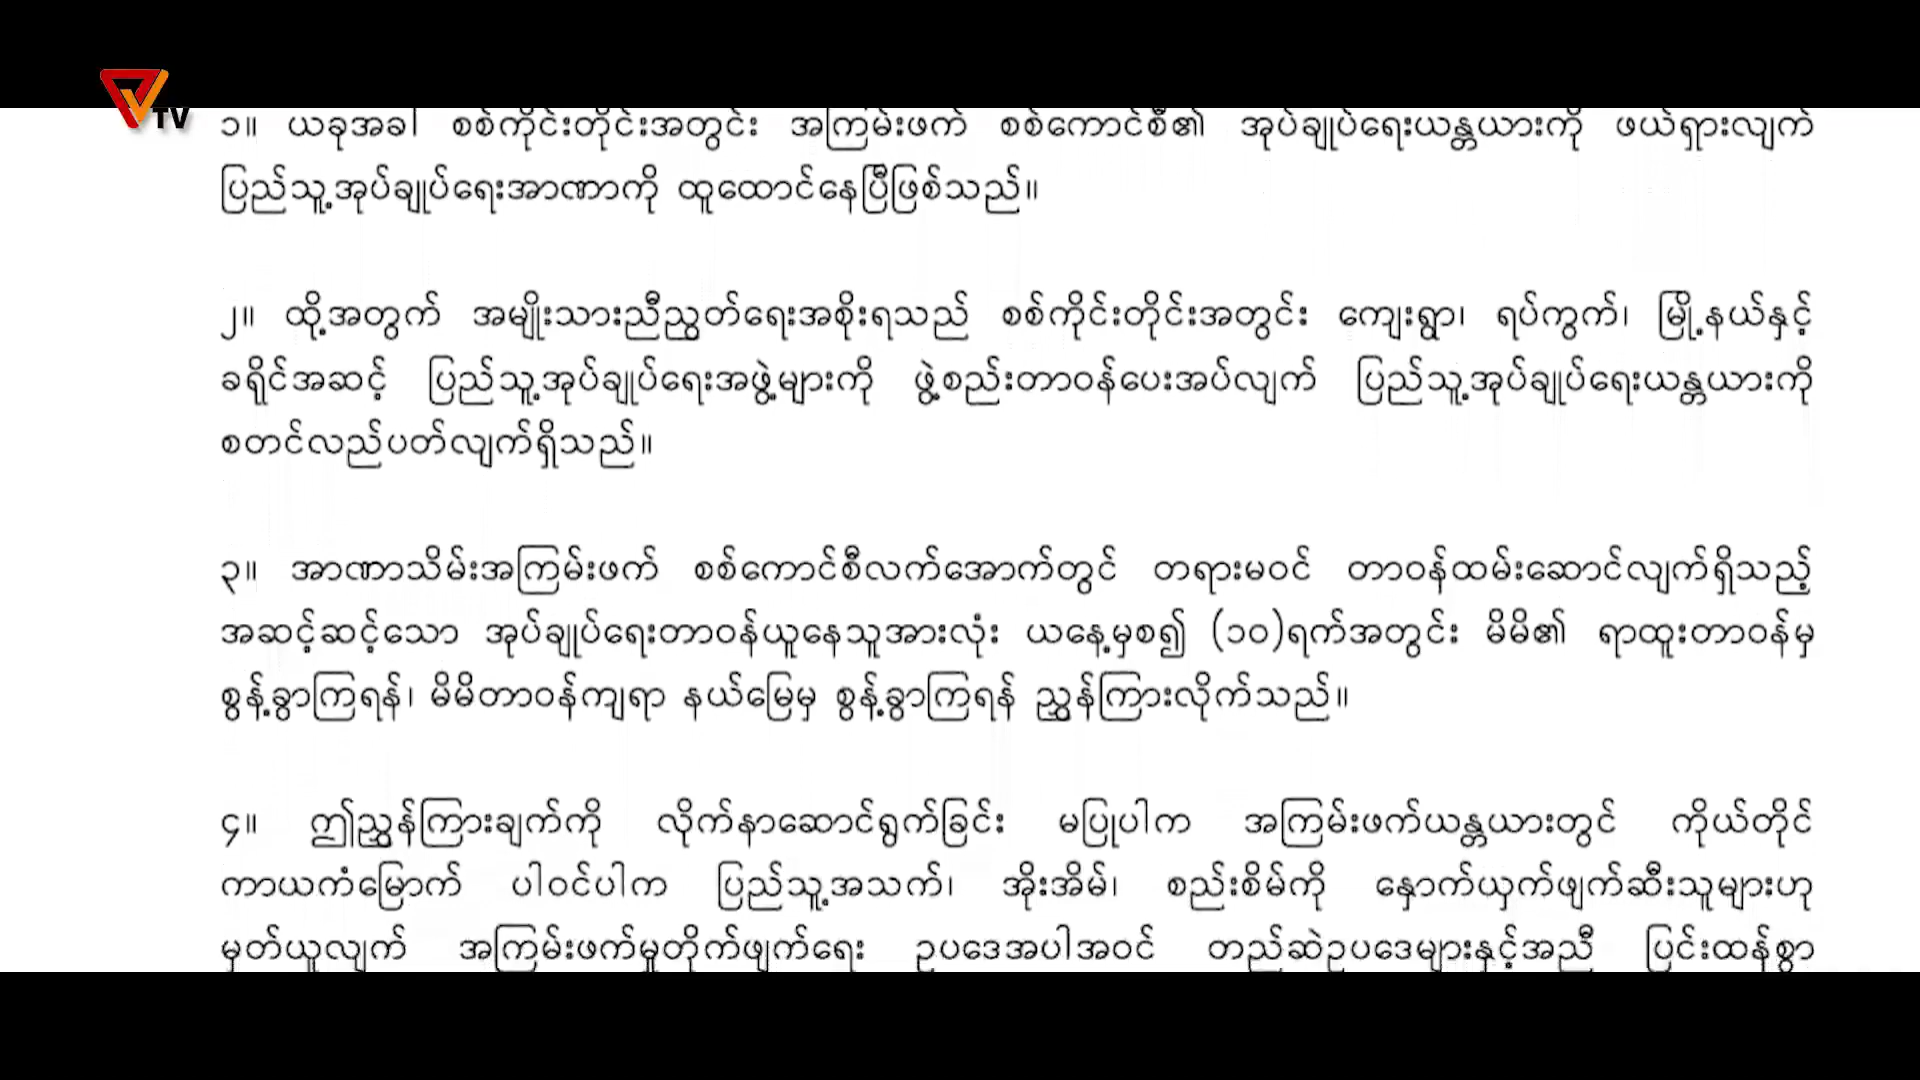 TV
၁။ ယခုအခါ စစ်ကိုင်းတိုင်းအတွင်း အကြမ်းဖက် စစ်ကောင်စီ၏ အုပ်ချုပ်ရေးယန္တယားကို ဖယ်ရှားလျက်
ပြည်သူ့အုပ်ချုပ်ရေးအာဏာကို ထူထောင်နေပြီဖြစ်သည်။
၂။ ထို့အတွက် အမျိုးသားညီညွတ်ရေးအစိုးရသည် စစ်ကိုင်းတိုင်းအတွင်း ကျေးရွာ၊ ရပ်ကွက်၊ မြို့နယ်နှင့်
ခရိုင်အဆင့် ပြည်သူ့အုပ်ချုပ်ရေးအဖွဲ့များကို ဖွဲ့စည်းတာဝန်ပေးအပ်လျက် ပြည်သူ့အုပ်ချုပ်ရေးယန္တယားကို
စတင်လည်ပတ်လျက်ရှိသည်။
၃။ အာဏာသိမ်းအကြမ်းဖက် စစ်ကောင်စီလက်အောက်တွင် တရားမဝင် တာဝန်ထမ်းဆောင်လျက်ရှိသည့်
အဆင့်ဆင့်သော အုပ်ချုပ်ရေးတာဝန်ယူနေသူအားလုံး ယနေ့မှစ၍ (၁၀)ရက်အတွင်း မိမိ၏ ရာထူးတာဝန်မှ
စွန့်ခွာကြရန်၊ မိမိတာဝန်ကျရာ နယ်မြေမှ စွန့်ခွာကြရန် ညွှန်ကြားလိုက်သည်။
၄။ ဤညွှန်ကြားချက်ကို လိုက်နာဆောင်ရွက်ခြင်း မပြုပါက အကြမ်းဖက်ယန္တယားတွင် ကိုယ်တိုင်
ကာယကံမြောက် ပါဝင်ပါက ပြည်သူ့အသက်၊ အိုးအိမ်၊ စည်းစိမ်ကို နှောက်ယှက်ဖျက်ဆီးသူများဟု
မှတ်ယူလျက် အကြမ်းဖက်မှုတိုက်ဖျက်ရေး ဥပဒေအပါအဝင် တည်ဆဲဥပဒေများနှင့်အညီ ပြင်းထန်စွာ